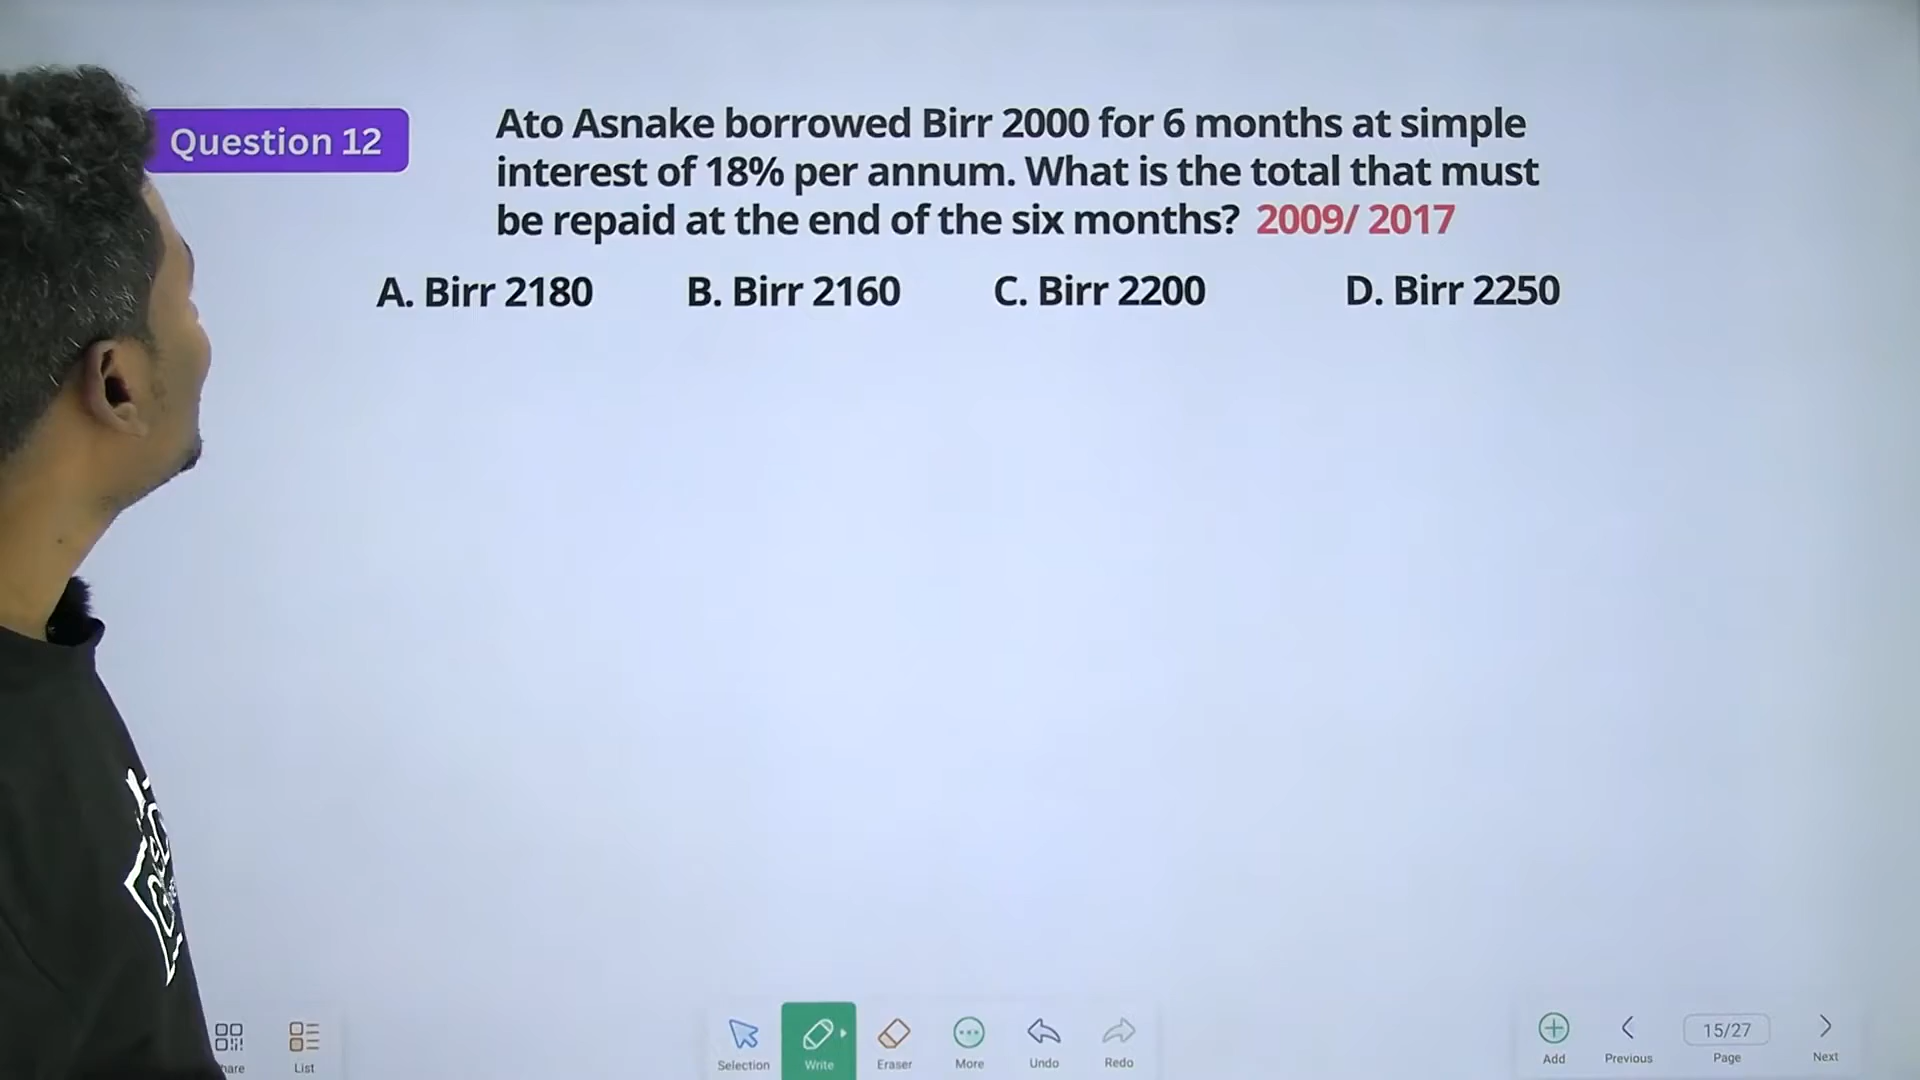 Question 12
Ato Asnake borrowed Birr 2000 for 6 months at simple
interest of 18% per annum. What is the total that must
be repaid at the end of the six months? 2009/ 2017
A. Birr 2180 B. Birr 2160 C. Birr 2200 D. Birr 2250
hare List Selection Write Eraser More Undo Redo Add Previous 15/27 Page Next